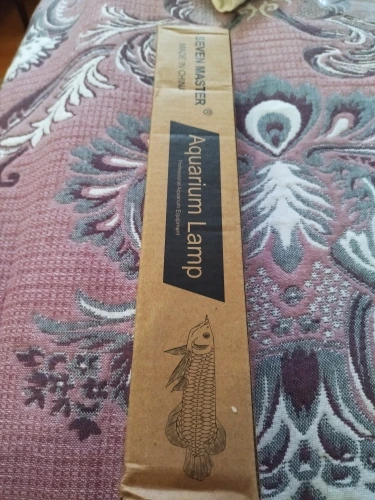 SEVEN MASTER ®
MADE IN CHINA
Aquarium Lamp
Professional Aquarium Equipment